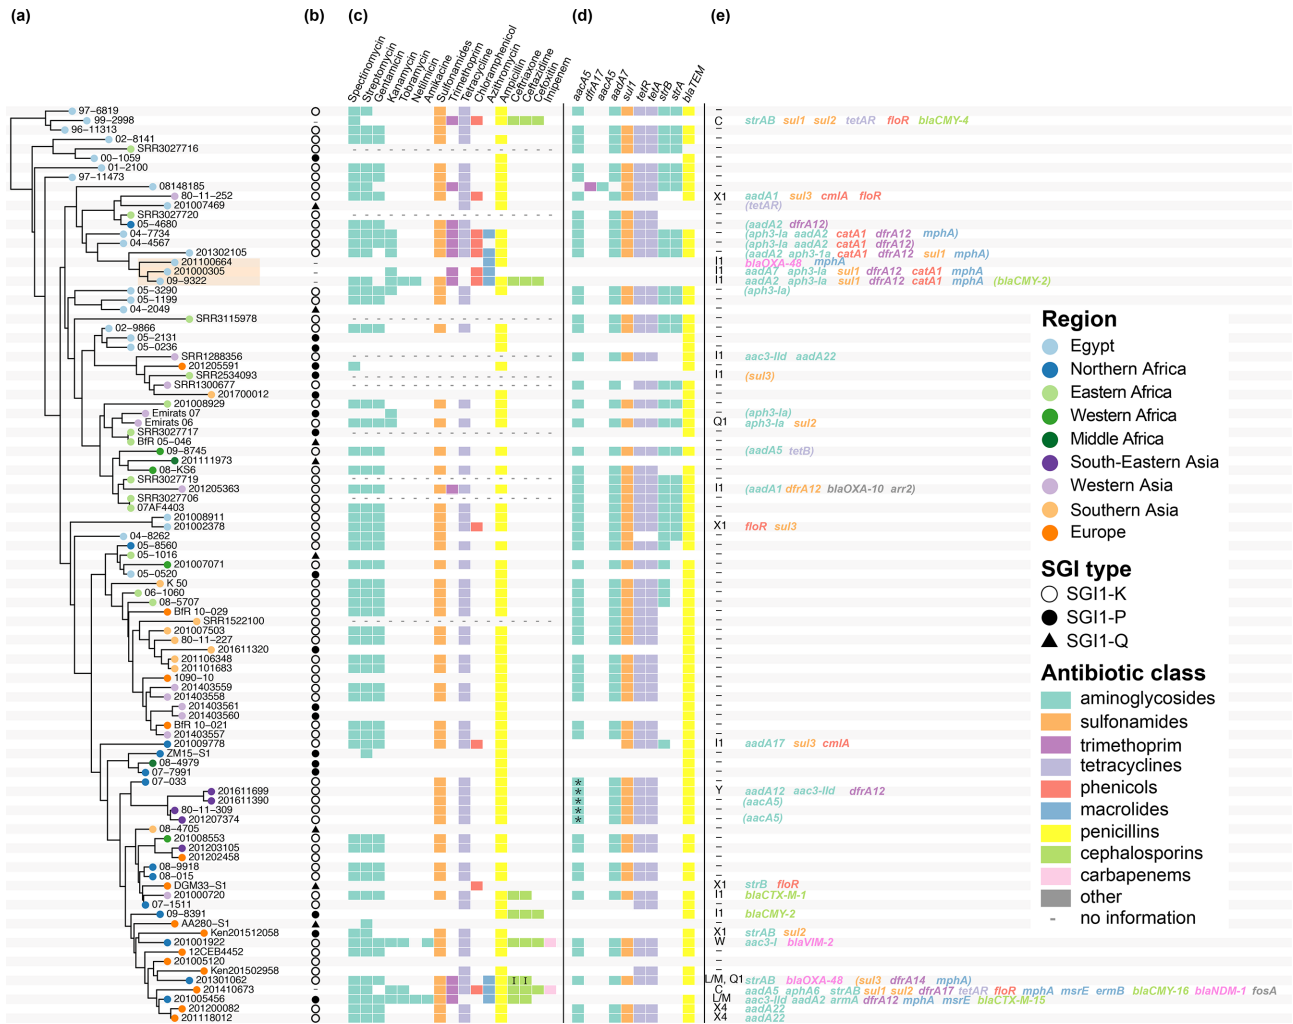 (a) (b) (c) (d) (e)
Spectinomycin Streptomycin Gentamicin Kanamycin Tobramycin Netilmicin Amikacine Sulfonamides Trimethoprim Tetracycline Chloramphenicol Azithromycin Ampicillin Ceftriaxone Ceftazidime Cefoxitin Imipenem
aacA5 dfrA17 aacA5 aadA7 sul1 tetR tetA strB strA blaTEM
97-6819 –
99-2998 - C strAB sul1 sul2 tetAR floR blaCMY-4
96-11313 –
02-8141 –
SRR3027716 –
00-1059 –
01-2100 –
97-11473 –
08148185 –
80-11-252 X1 aadA1 sul3 cmlA floR
201007469 – (tetAR)
SRR3027720 –
05-4680 – (aadA2 dfrA12)
04-7734 – (aph3-Ia aadA2 catA1 dfrA12 mphA)
04-4567 – (aph3-Ia aadA2 catA1 dfrA12)
201302105 – (aadA2 aph3-1a catA1 dfrA12 sul1 mphA)
201100664 - I1 blaOXA-48 mphA
201000305 - I1 aadA7 aph3-Ia sul1 dfrA12 catA1 mphA
09-9322 - I1 aadA2 aph3-Ia sul1 dfrA12 catA1 mphA (blaCMY-2)
05-3290 – (aph3-Ia)
05-1199 –
04-2049 –
SRR3115978 –
02-9866 –
05-2131 –
05-0236 –
SRR1288356 I1 aac3-IId aadA22
201205591 –
SRR2534093 I1 (sul3)
SRR1300677 –
201700012 –
201008929 –
Emirats 07 – (aph3-Ia)
Emirats 06 Q1 aph3-Ia sul2
SRR3027717 –
BfR 05-046 –
09-8745 – (aadA5 tetB)
201111973 –
08-KS6 –
SRR3027719 –
201205363 I1 (aadA1 dfrA12 blaOXA-10 arr2)
SRR3027706 –
07AF4403 –
201008911 –
201002378 X1 floR sul3
04-8262 –
05-8560 –
05-1016 –
201007071 –
05-0520 –
K 50 –
06-1060 –
08-5707 –
BfR 10-029 –
SRR1522100 –
201007503 –
80-11-227 –
201611320 –
201106348 –
201101683 –
1090-10 –
201403559 –
201403558 –
201403561 –
201403560 –
BfR 10-021 –
201403557 –
201009778 I1 aadA17 sul3 cmlA
ZM15-S1 –
08-4979 –
07-7991 –
07-033 * –
201611699 * Y aadA12 aac3-IId dfrA12
201611390 * – (aacA5)
80-11-309 * –
201207374 * – (aacA5)
08-4705 –
201008553 –
201203105 –
201202458 –
08-9918 –
08-015 –
DGM33-S1 X1 strB floR
201000720 I1 blaCTX-M-1
07-1511 –
09-8391 I1 blaCMY-2
AA280-S1 –
Ken201512058 X1 strAB sul2
201001922 W aac3-I blaVIM-2
12CEB4452 –
201005120 –
Ken201502958 –
201301062 I I L/M, Q1 strAB blaOXA-48 (sul3 dfrA14 mphA)
201410673 - C aadA5 aphA6 strAB sul1 sul2 dfrA17 tetAR floR mphA msrE ermB blaCMY-16 blaNDM-1 fosA
201005456 L/M aac3-IId aadA2 armA dfrA12 mphA msrE blaCTX-M-15
201200082 X4 aadA22
201118012 X4 aadA22
Region
Egypt
Northern Africa
Eastern Africa
Western Africa
Middle Africa
South-Eastern Asia
Western Asia
Southern Asia
Europe
SGI type
SGI1-K
SGI1-P
SGI1-Q
Antibiotic class
aminoglycosides
sulfonamides
trimethoprim
tetracyclines
phenicols
macrolides
penicillins
cephalosporins
carbapenems
other
- no information